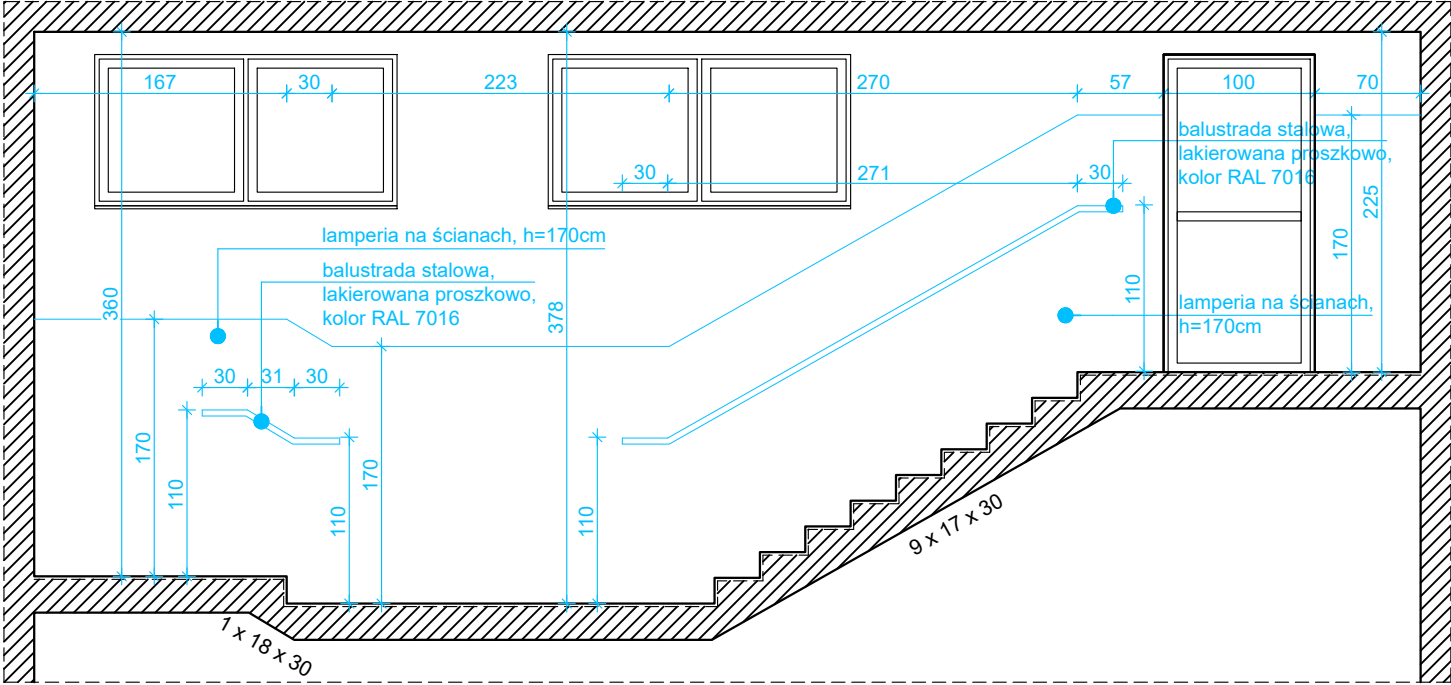 167
30
223
270
57
100
70
balustrada stalowa,
lakierowana proszkowo,
kolor RAL 7016
30
271
30
225
170
lamperia na ścianach, h=170cm
balustrada stalowa,
lakierowana proszkowo,
kolor RAL 7016
360
378
110
lamperia na ścianach,
h=170cm
30
31
30
170
110
170
110
110
9 x 17 x 30
1 x 18 x 30